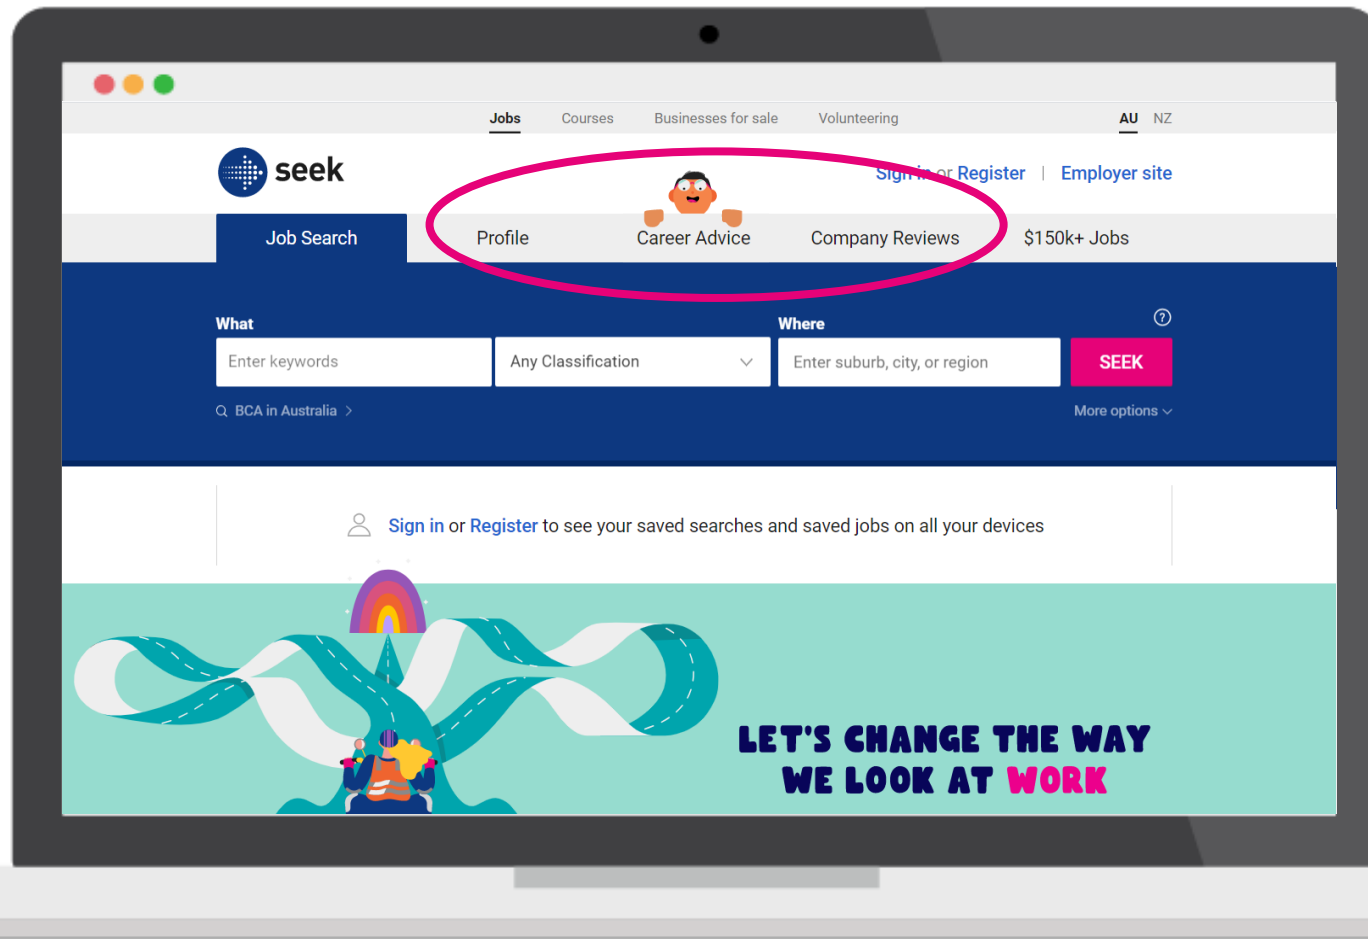 Jobs Courses Businesses for sale Volunteering AU NZ
seek
Sign in or Register | Employer site
Job Search Profile Career Advice Company Reviews $150k+ Jobs
What Where
Enter keywords Any Classification Enter suburb, city, or region SEEK
BCA in Australia More options
Sign in or Register to see your saved searches and saved jobs on all your devices
LET'S CHANGE THE WAY
WE LOOK AT WORK